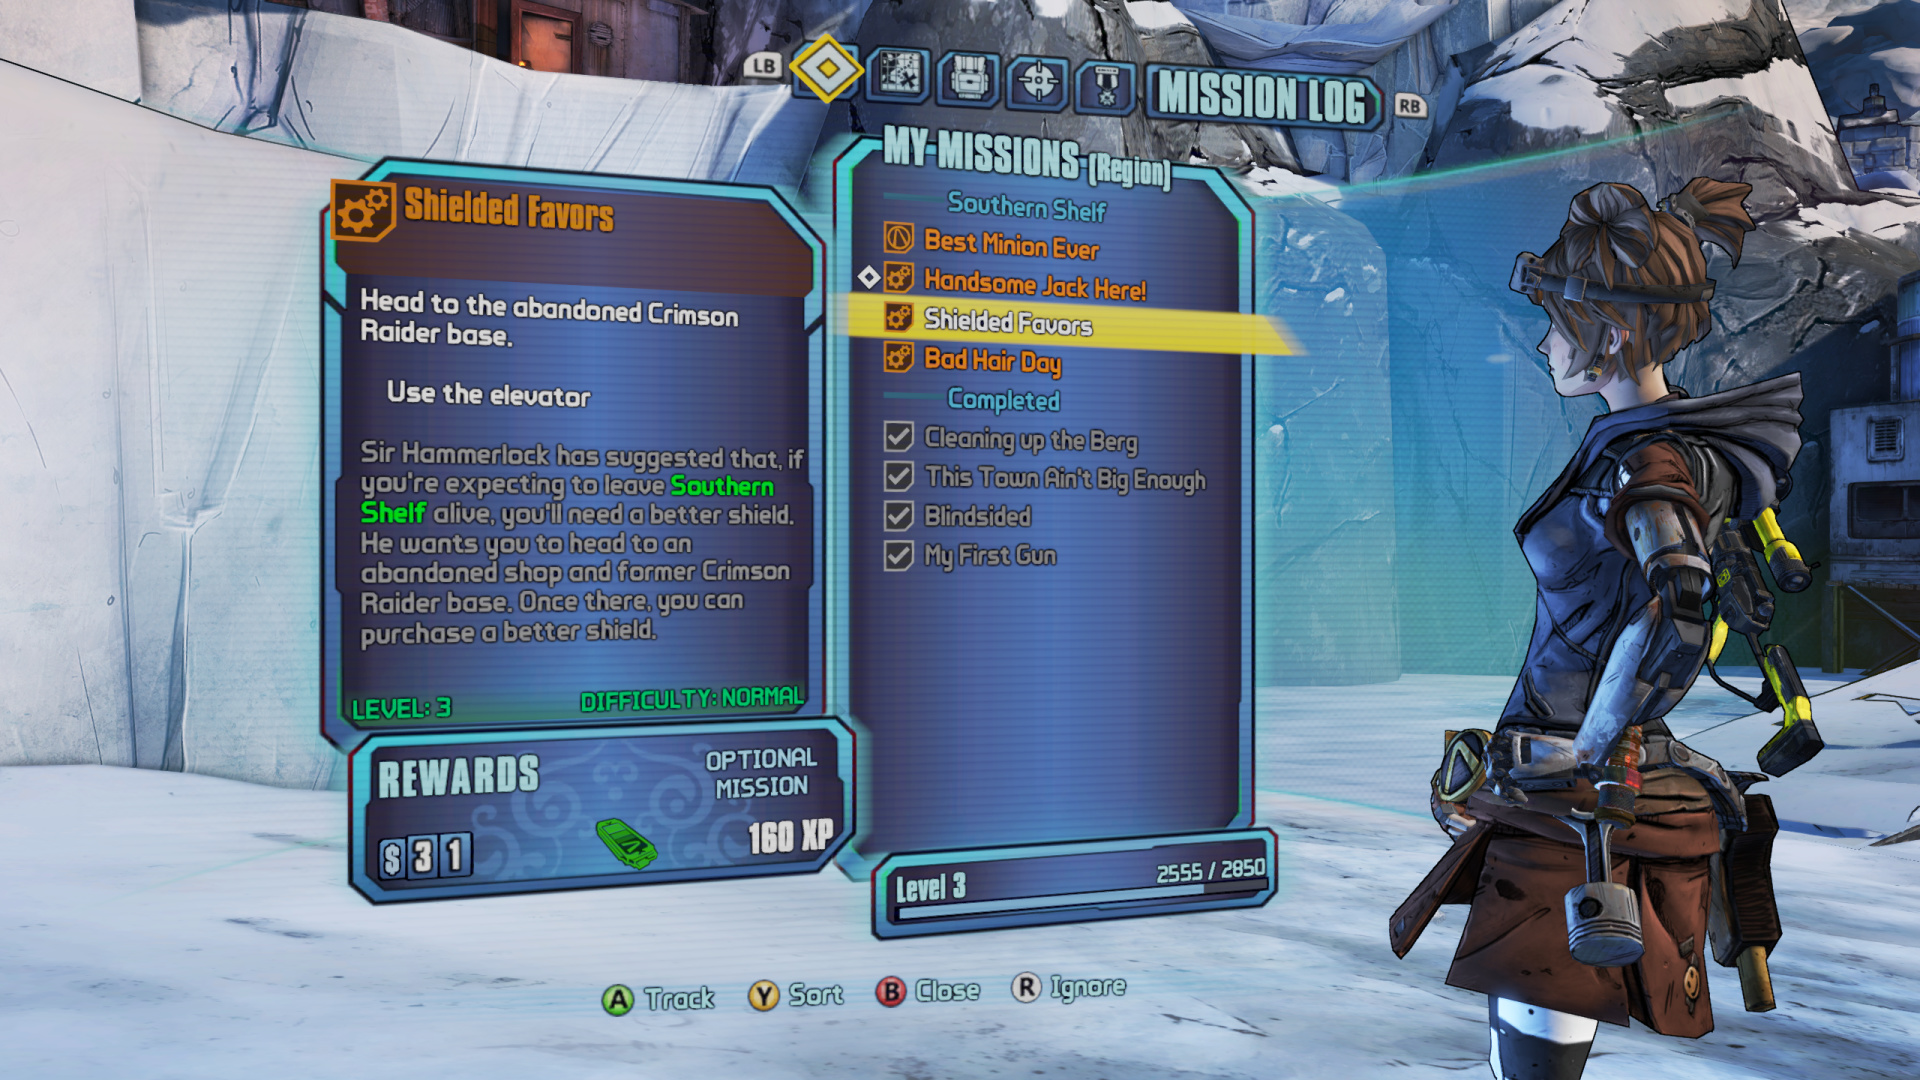 LB
MISSION LOG
RB
Shielded Favors
Head to the abandoned Crimson
Raider base.
Use the elevator
Sir Hammerlock has suggested that, if
you're expecting to leave Southern
Shelf alive, you'll need a better shield.
He wants you to head to an
abandoned shop and former Crimson
Raider base. Once there, you can
purchase a better shield.
LEVEL: 3
DIFFICULTY: NORMAL
REWARDS
OPTIONAL
MISSION
$31
160 XP
MY MISSIONS (Region)
Southern Shelf
Best Minion Ever
Handsome Jack Here!
Shielded Favors
Bad Hair Day
Completed
Cleaning up the Berg
This Town Ain't Big Enough
Blindsided
My First Gun
Level 3
2555 / 2850
A Track
Y Sort
B Close
R Ignore